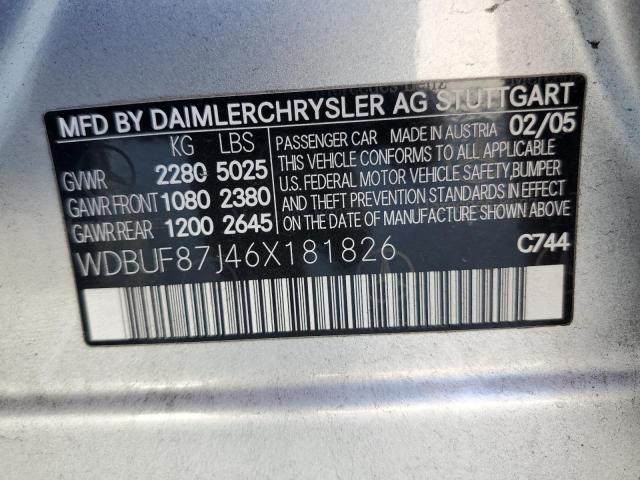 MFD BY DAIMLERCHRYSLER AG STUTTGART
KG LBS
GVWR 2280 5025
GAWR FRONT 1080 2380
GAWR REAR 1200 2645
PASSENGER CAR MADE IN AUSTRIA 02/05
THIS VEHICLE CONFORMS TO ALL APPLICABLE
U.S. FEDERAL MOTOR VEHICLE SAFETY, BUMPER
AND THEFT PREVENTION STANDARDS IN EFFECT
ON THE DATE OF MANUFACTURE SHOWN ABOVE.
WDBUF87J46X181826
C744